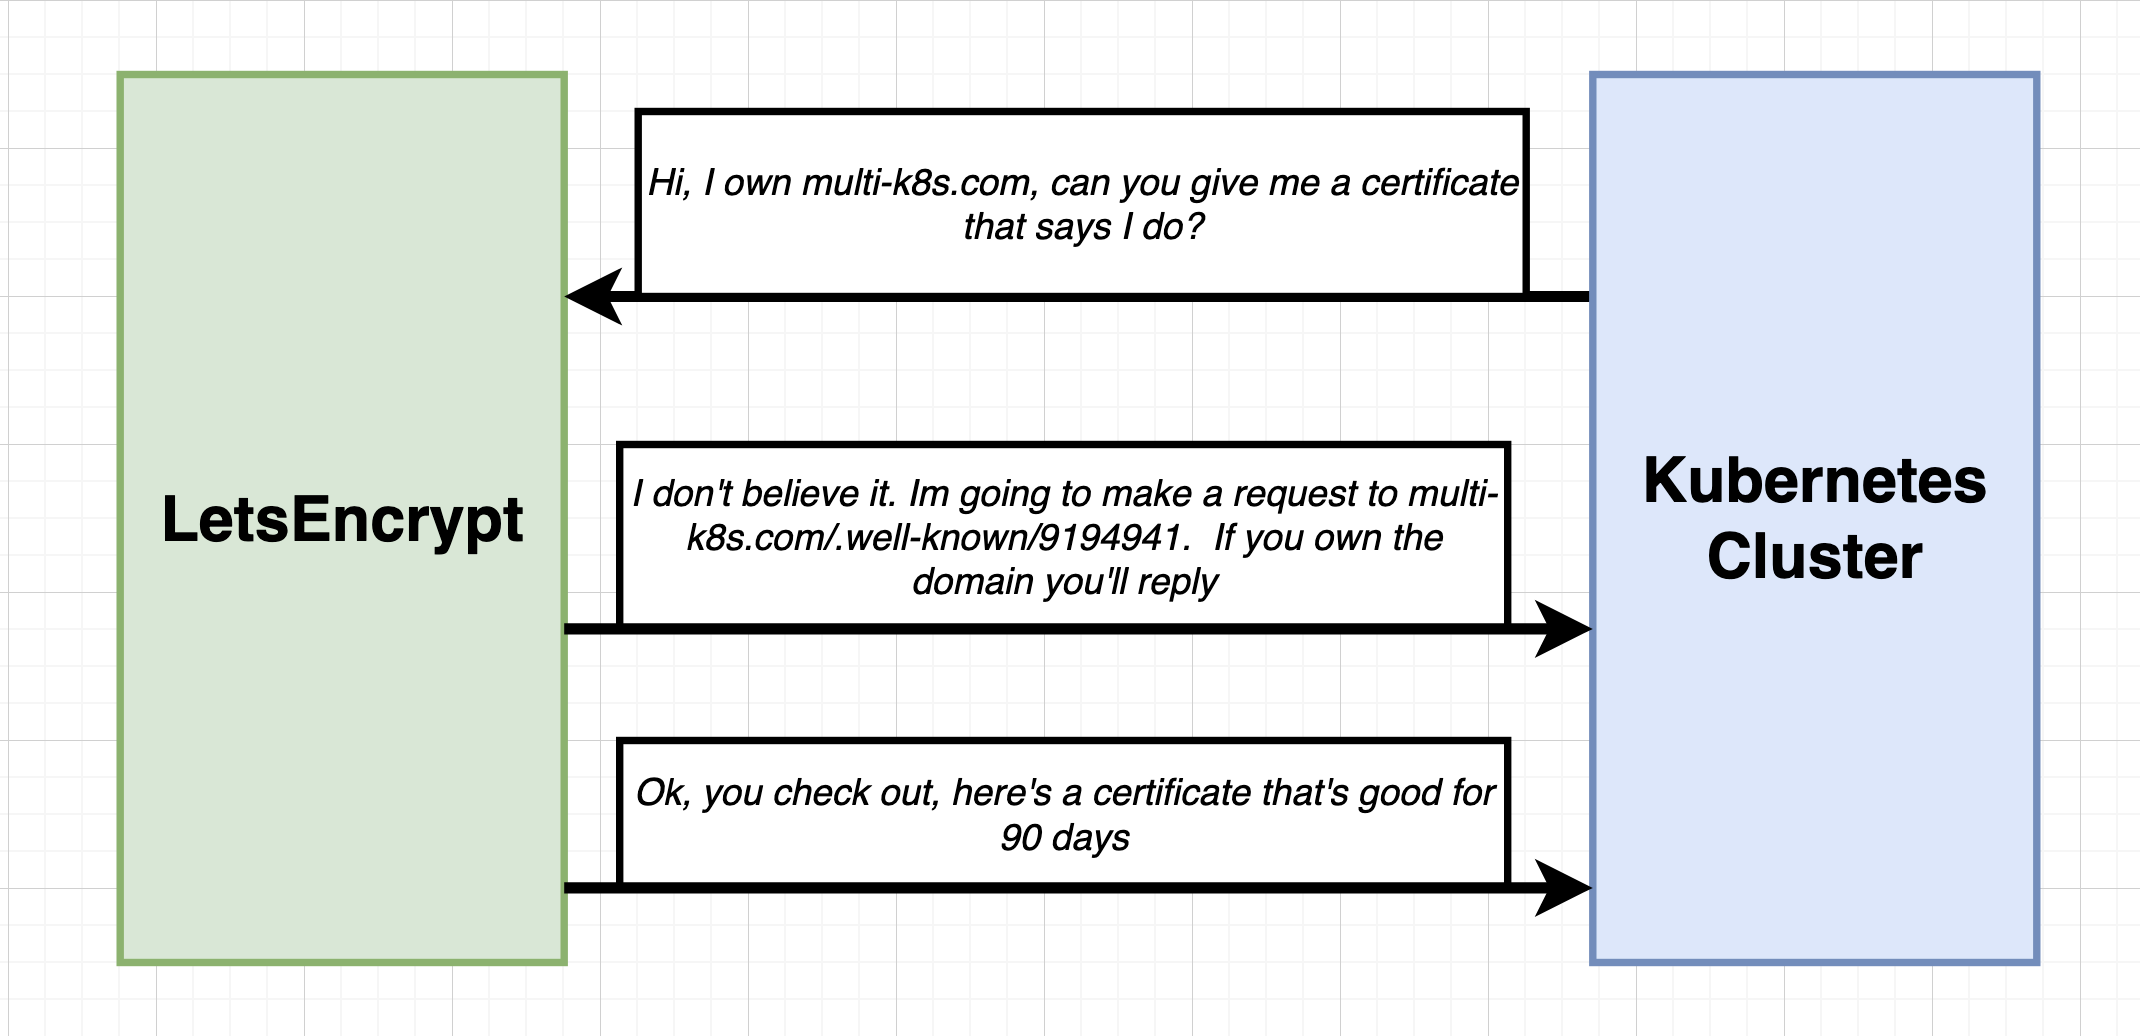 Hi, I own multi-k8s.com, can you give me a certificate
that says I do?
LetsEncrypt
Kubernetes
Cluster
I don't believe it. Im going to make a request to multi-
k8s.com/.well-known/9194941.  If you own the
domain you'll reply
Ok, you check out, here's a certificate that's good for
90 days